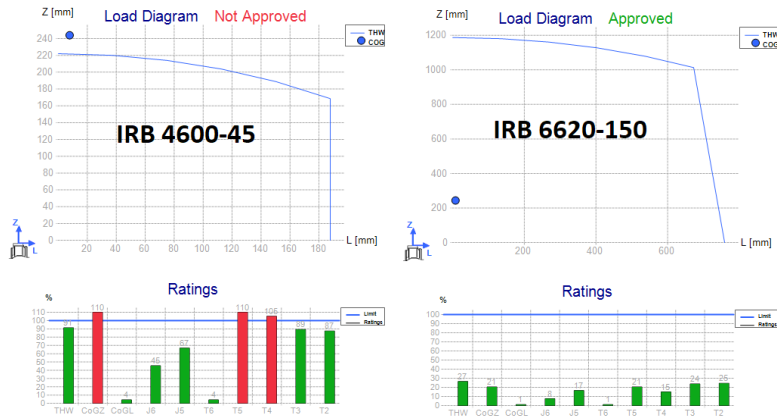 Z [mm] Load Diagram Not Approved
THW
COG
240
220
200
180
160
140
120
100
80
60
40
20
0
IRB 4600-45
20 40 60 80 100 120 140 160 180
L [mm]
Z
L
Ratings
%
Limit
Ratings
110
100
90
80
70
60
50
40
30
20
10
0
91 110 4 46 67 4 110 106 89 87
THW CoGZ CoGL J6 J5 T6 T5 T4 T3 T2
Z [mm] Load Diagram Approved
THW
COG
1200
1000
800
600
400
200
0
IRB 6620-150
200 400 600
L [mm]
Z
L
Ratings
%
Limit
Ratings
100
90
80
70
60
50
40
30
20
10
0
27 21 1 8 17 1 21 15 24 25
THW CoGZ CoGL J6 J5 T6 T5 T4 T3 T2